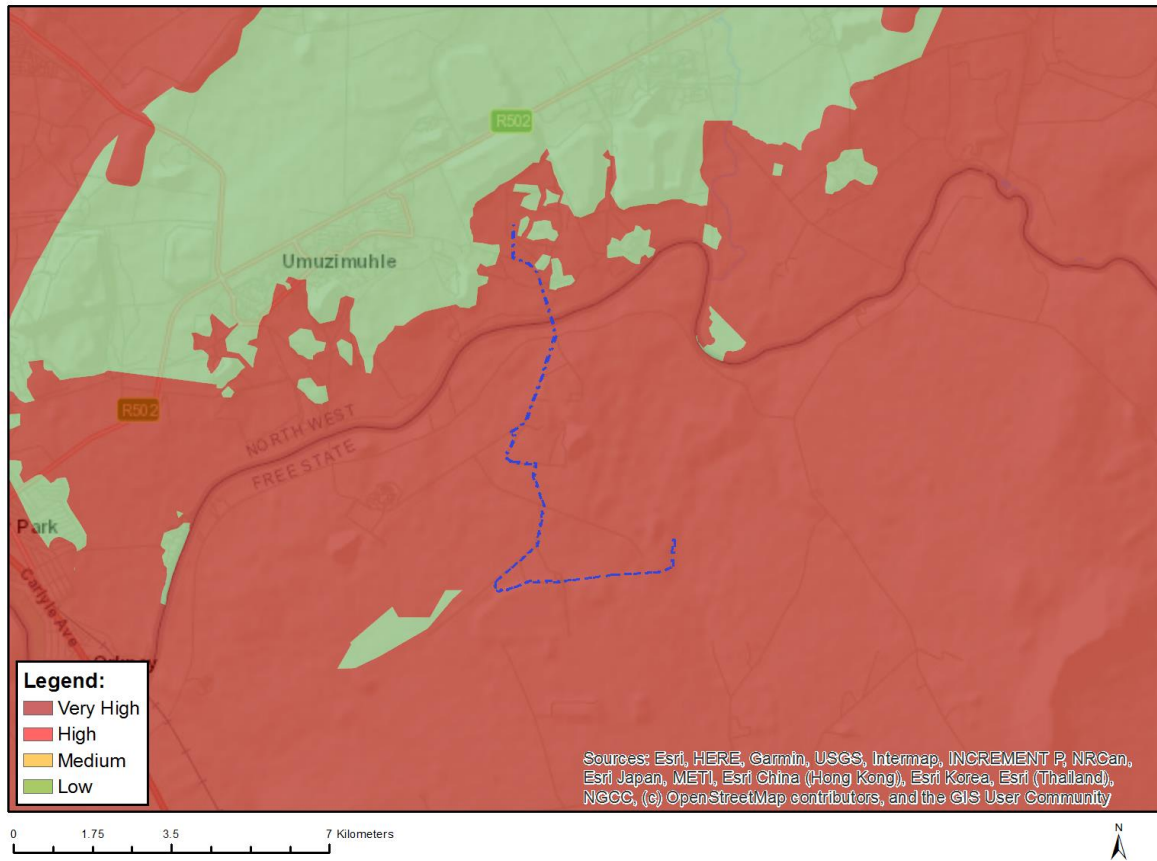 R502
Umuzimuhle
R502
NORTH WEST
FREE STATE
Park
Carlyle Ave
Orkney
Legend:
Very High
High
Medium
Low
Sources: Esri, HERE, Garmin, USGS, Intermap, INCREMENT P, NRCan,
Esri Japan, METI, Esri China (Hong Kong), Esri Korea, Esri (Thailand),
NGCC, (c) OpenStreetMap contributors, and the GIS User Community
0 1.75 3.5 7 Kilometers
N